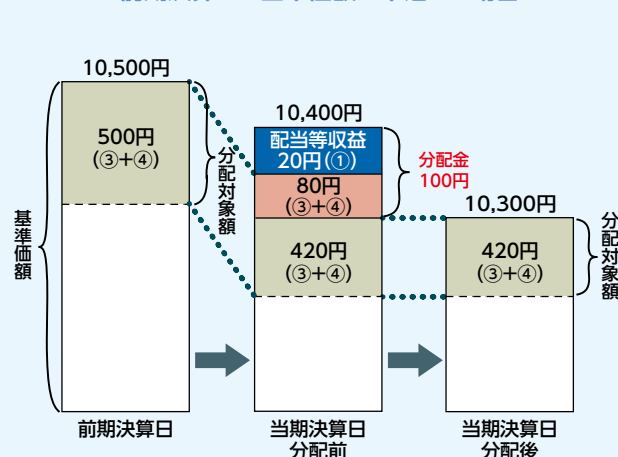 10,500円
500円
(③+④)
分配対象額
基準価額
前期決算日
10,400円
配当等収益
20円(①)
80円
(③+④)
420円
(③+④)
分配金
100円
当期決算日
分配前
10,300円
420円
(③+④)
分配対象額
当期決算日
分配後